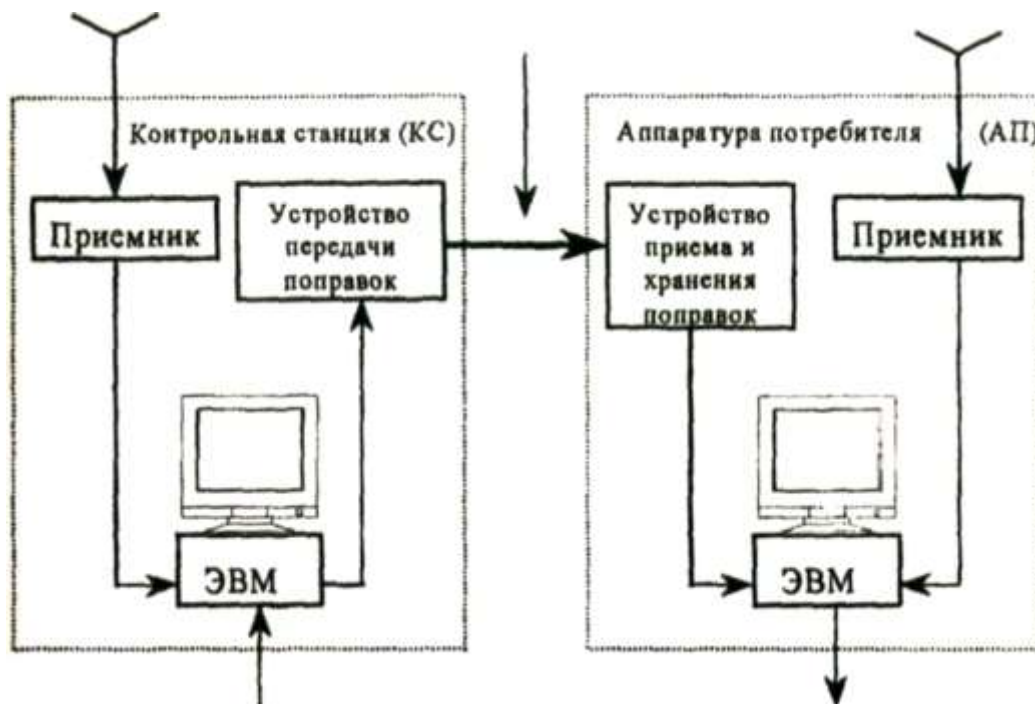 Контрольная станция (КС)
Приемник
Устройство
передачи
поправок
ЭВМ
Аппаратура потребителя (АП)
Устройство
приема и
хранения
поправок
Приемник
ЭВМ